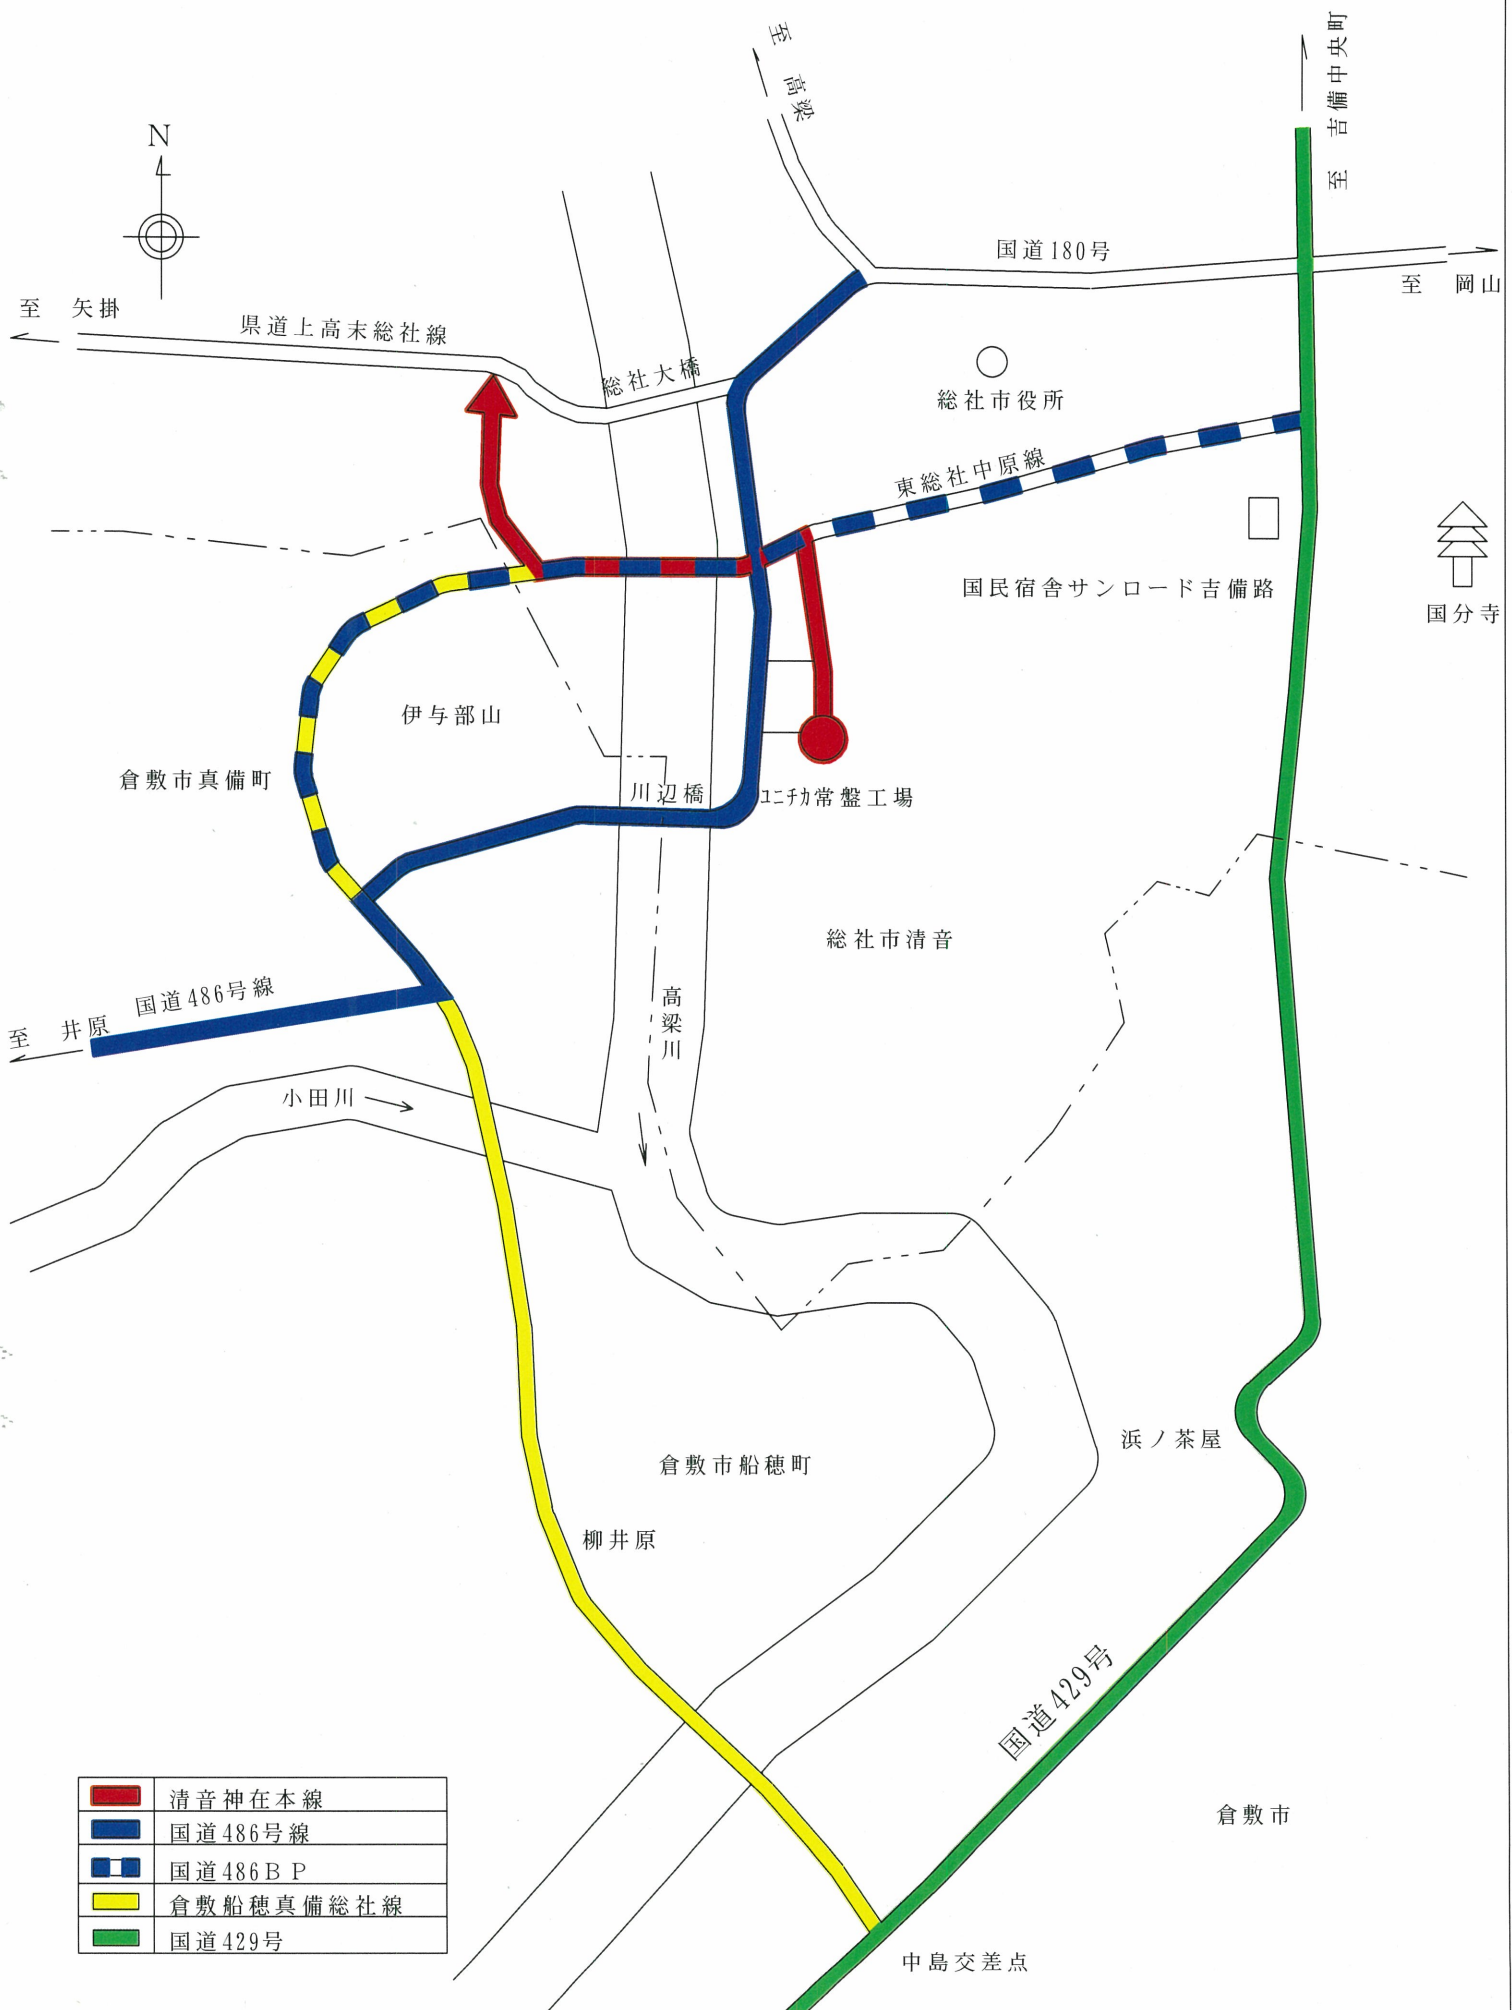 至 高梁
至 吉備中央町
N
国道180号
至 岡山
至 矢掛
県道上高末総社線
総社大橋
総社市役所
東総社中原線
国民宿舎サンロード吉備路
国分寺
伊与部山
倉敷市真備町
川辺橋
ユニチカ常盤工場
総社市清音
国道486号線
至 井原
高梁川
小田川
浜ノ茶屋
倉敷市船穂町
柳井原
国道429号
倉敷市
中島交差点
清音神在本線
国道486号線
国道486BP
倉敷船穂真備総社線
国道429号